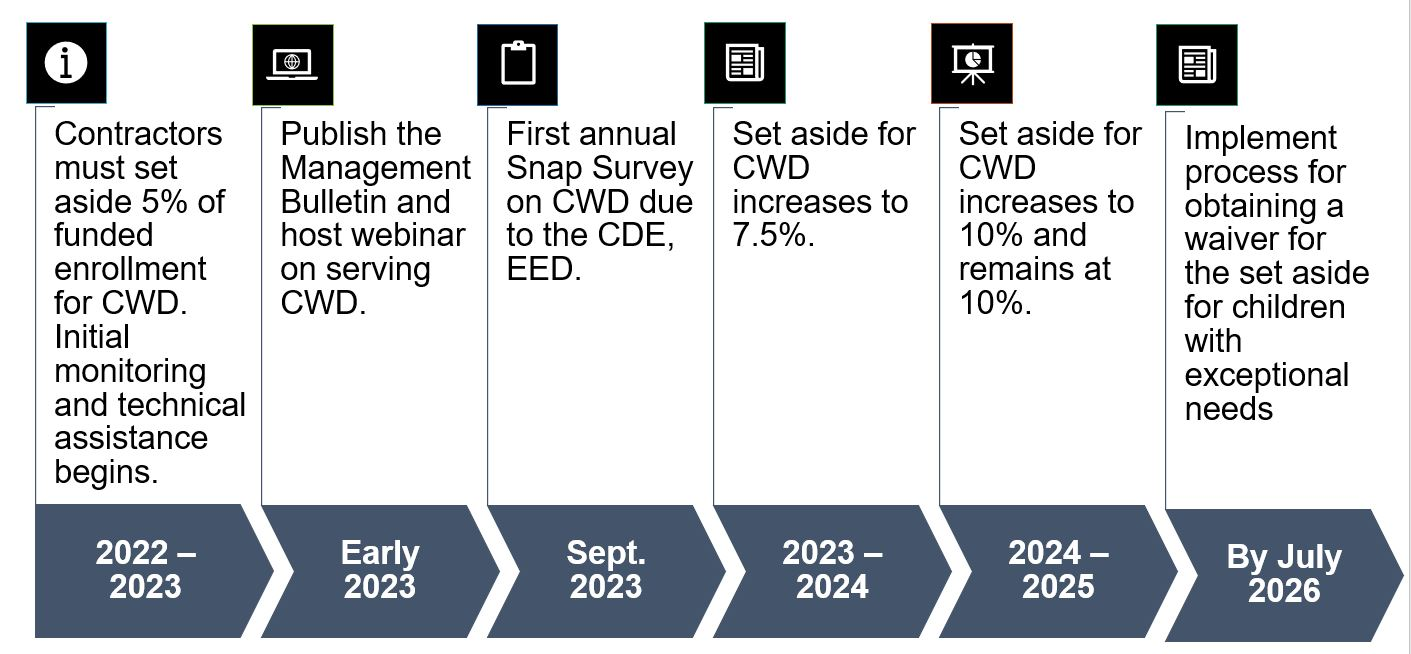 Contractors
must set
aside 5% of
funded
enrollment
for CWD.
Initial
monitoring
and technical
assistance
begins.
2022 –
2023
Publish the
Management
Bulletin and
host webinar
on serving
CWD.
Early
2023
First annual
Snap Survey
on CWD due
to the CDE,
EED.
Sept.
2023
Set aside for
CWD
increases to
7.5%.
2023 –
2024
Set aside for
CWD
increases to
10% and
remains at
10%.
2024 –
2025
Implement
process for
obtaining a
waiver for
the set aside
for children
with
exceptional
needs
By July
2026